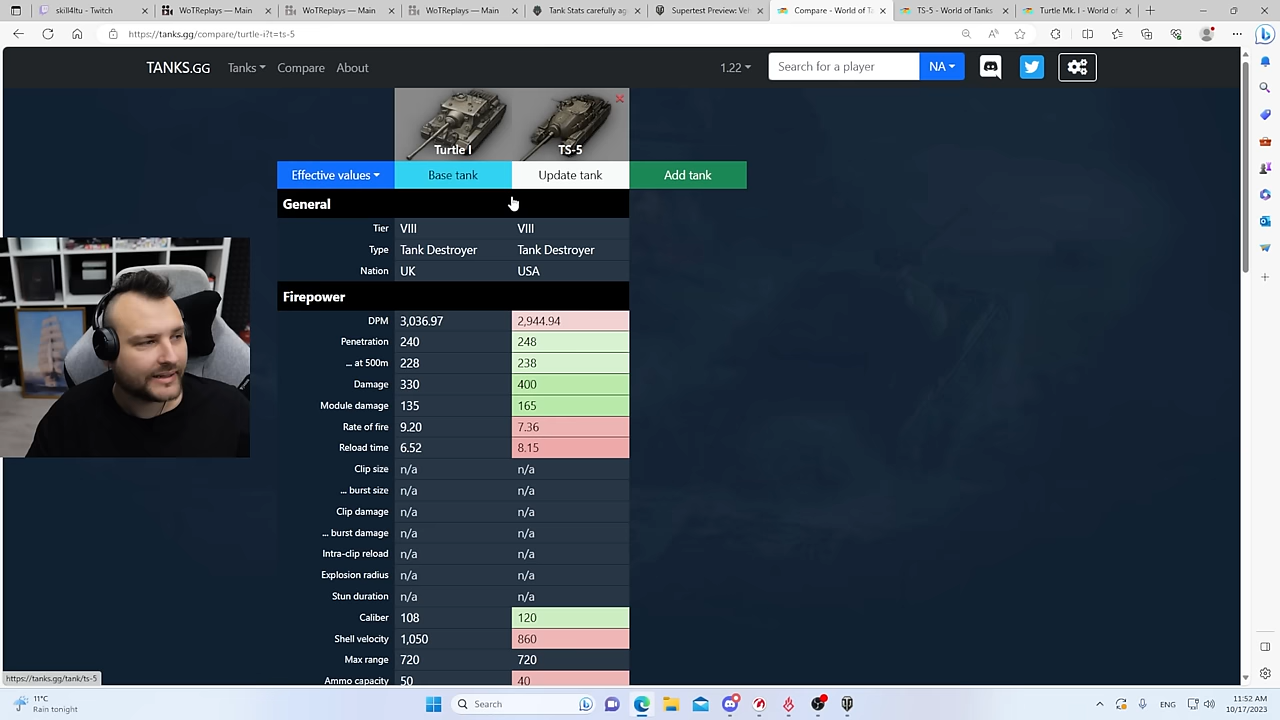 skill4ltu - Twitch
WoTReplays — Main
WoTReplays — Main
WoTReplays — Main
Tank Stats carefully ag
Supertest Preview: Vel
Compare - World of Ta
TS-5 - World of Tanks
Turtle Mk. I - World of
https://tanks.gg/compare/turtle-i?t=ts-5
TANKS.GG
Tanks
Compare
About
1.22
Search for a player
NA
Turtle I
TS-5
Effective values
Base tank
Update tank
Add tank
General
Tier VIII VIII
Type Tank Destroyer Tank Destroyer
Nation UK USA
Firepower
DPM 3,036.97 2,944.94
Penetration 240 248
... at 500m 228 238
Damage 330 400
Module damage 135 165
Rate of fire 9.20 7.36
Reload time 6.52 8.15
Clip size n/a n/a
... burst size n/a n/a
Clip damage n/a n/a
... burst damage n/a n/a
Intra-clip reload n/a n/a
Explosion radius n/a n/a
Stun duration n/a n/a
Caliber 108 120
Shell velocity 1,050 860
Max range 720 720
Ammo capacity 50 40
https://tanks.gg/tank/ts-5
11°C
Rain tonight
Search
ENG
11:52 AM
10/17/2023